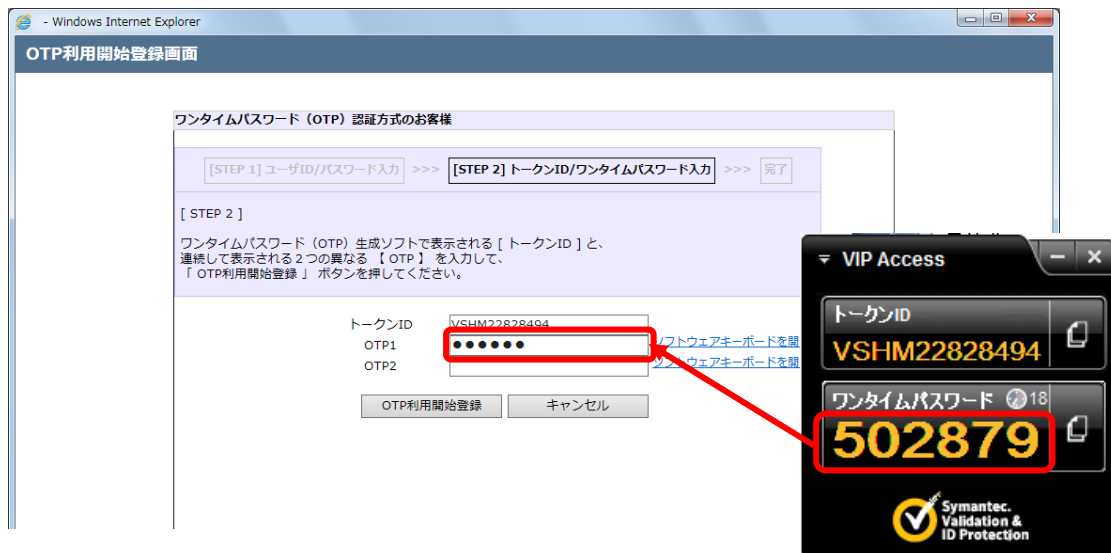 - Windows Internet Explorer
OTP利用開始登録画面
ワンタイムパスワード（OTP）認証方式のお客様
[STEP 1] ユーザID/パスワード入力 >>> [STEP 2] トークンID/ワンタイムパスワード入力 >>> 完了
[ STEP 2 ]
ワンタイムパスワード（OTP）生成ソフトで表示される [ トークンID ] と、
連続して表示される２つの異なる 【 OTP 】 を入力して、
「 OTP利用開始登録 」 ボタンを押してください。
トークンID VSHM22828494
OTP1 ●●●●●● ソフトウェアキーボードを開
OTP2 ソフトウェアキーボードを開
OTP利用開始登録 キャンセル
VIP Access
トークンID
VSHM22828494
ワンタイムパスワード 18
502879
Symantec.
Validation &
ID Protection